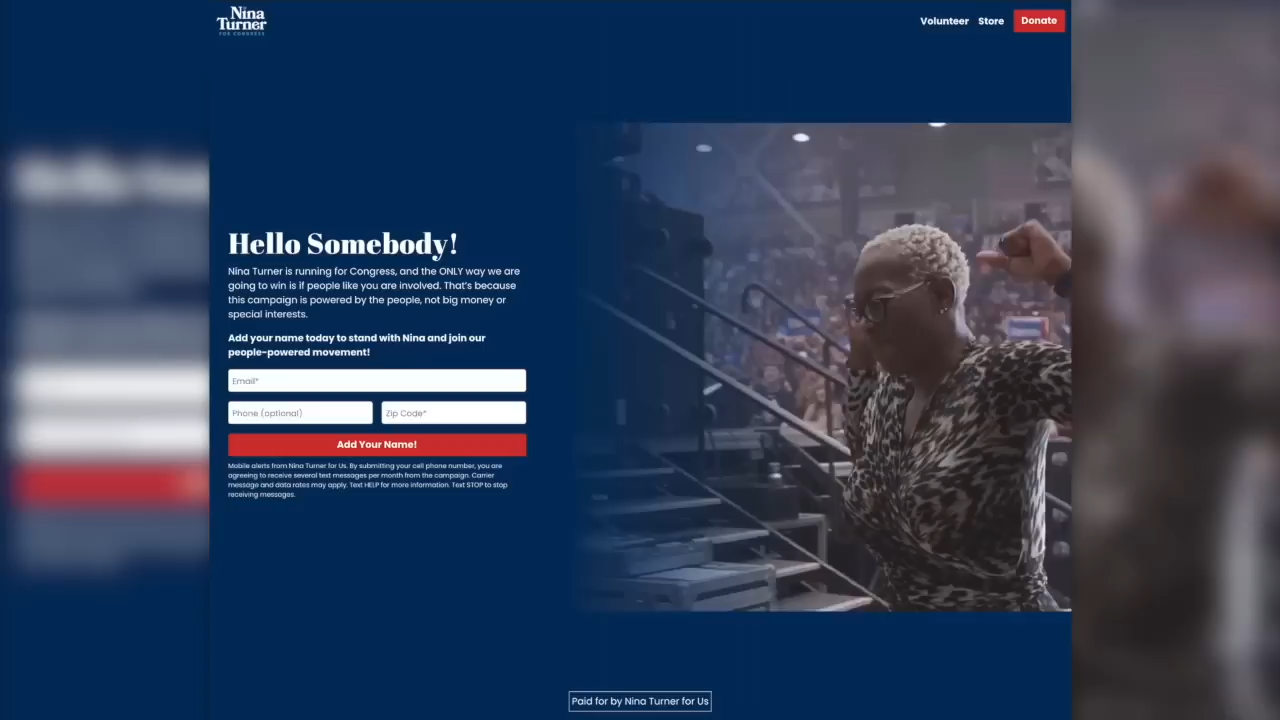 Nina
Turner
FOR CONGRESS
Volunteer Store Donate
Hello Somebody!
Nina Turner is running for Congress, and the ONLY way we are
going to win is if people like you are involved. That's because
this campaign is powered by the people, not big money or
special interests.
Add your name today to stand with Nina and join our
people-powered movement!
Email*
Phone (optional) Zip Code*
Add Your Name!
Mobile alerts from Nina Turner for Us. By submitting your cell phone number, you are
agreeing to receive several text messages per month from the campaign. Carrier
message and data rates may apply. Text HELP for more information. Text STOP to stop
receiving messages.
Paid for by Nina Turner for Us